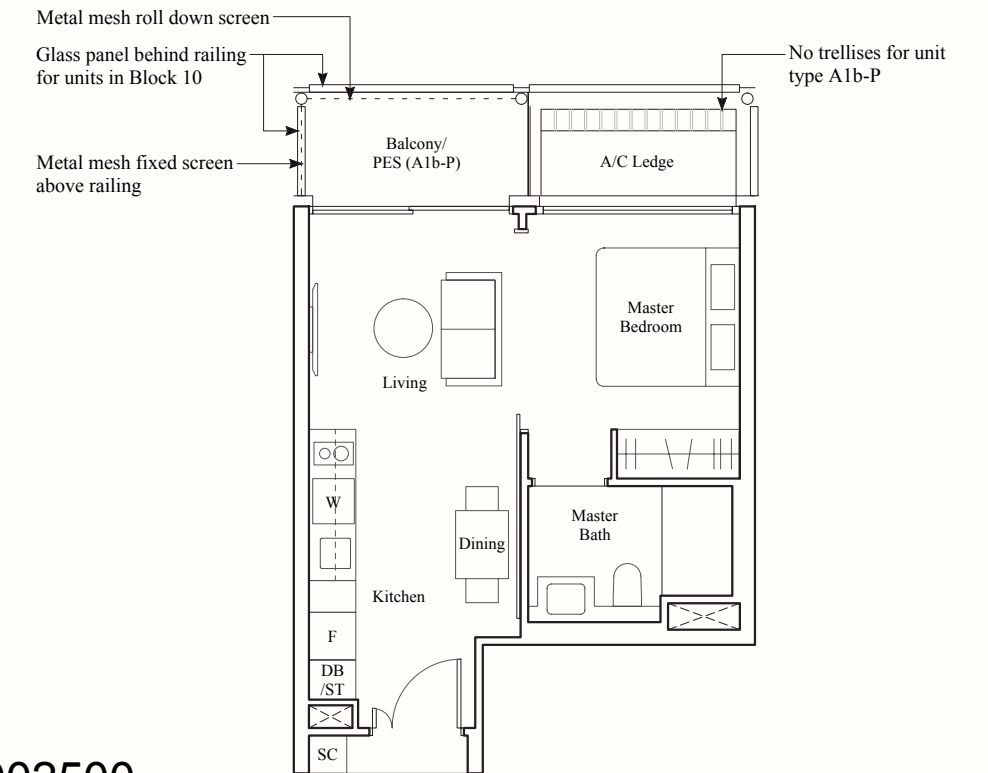 Metal mesh roll down screen
Glass panel behind railing
for units in Block 10
Metal mesh fixed screen
above railing
No trellises for unit
type A1b-P
Balcony/
PES (A1b-P)
A/C Ledge
Master
Bedroom
Living
W
Master
Bath
Dining
Kitchen
F
DB
/ST
SC